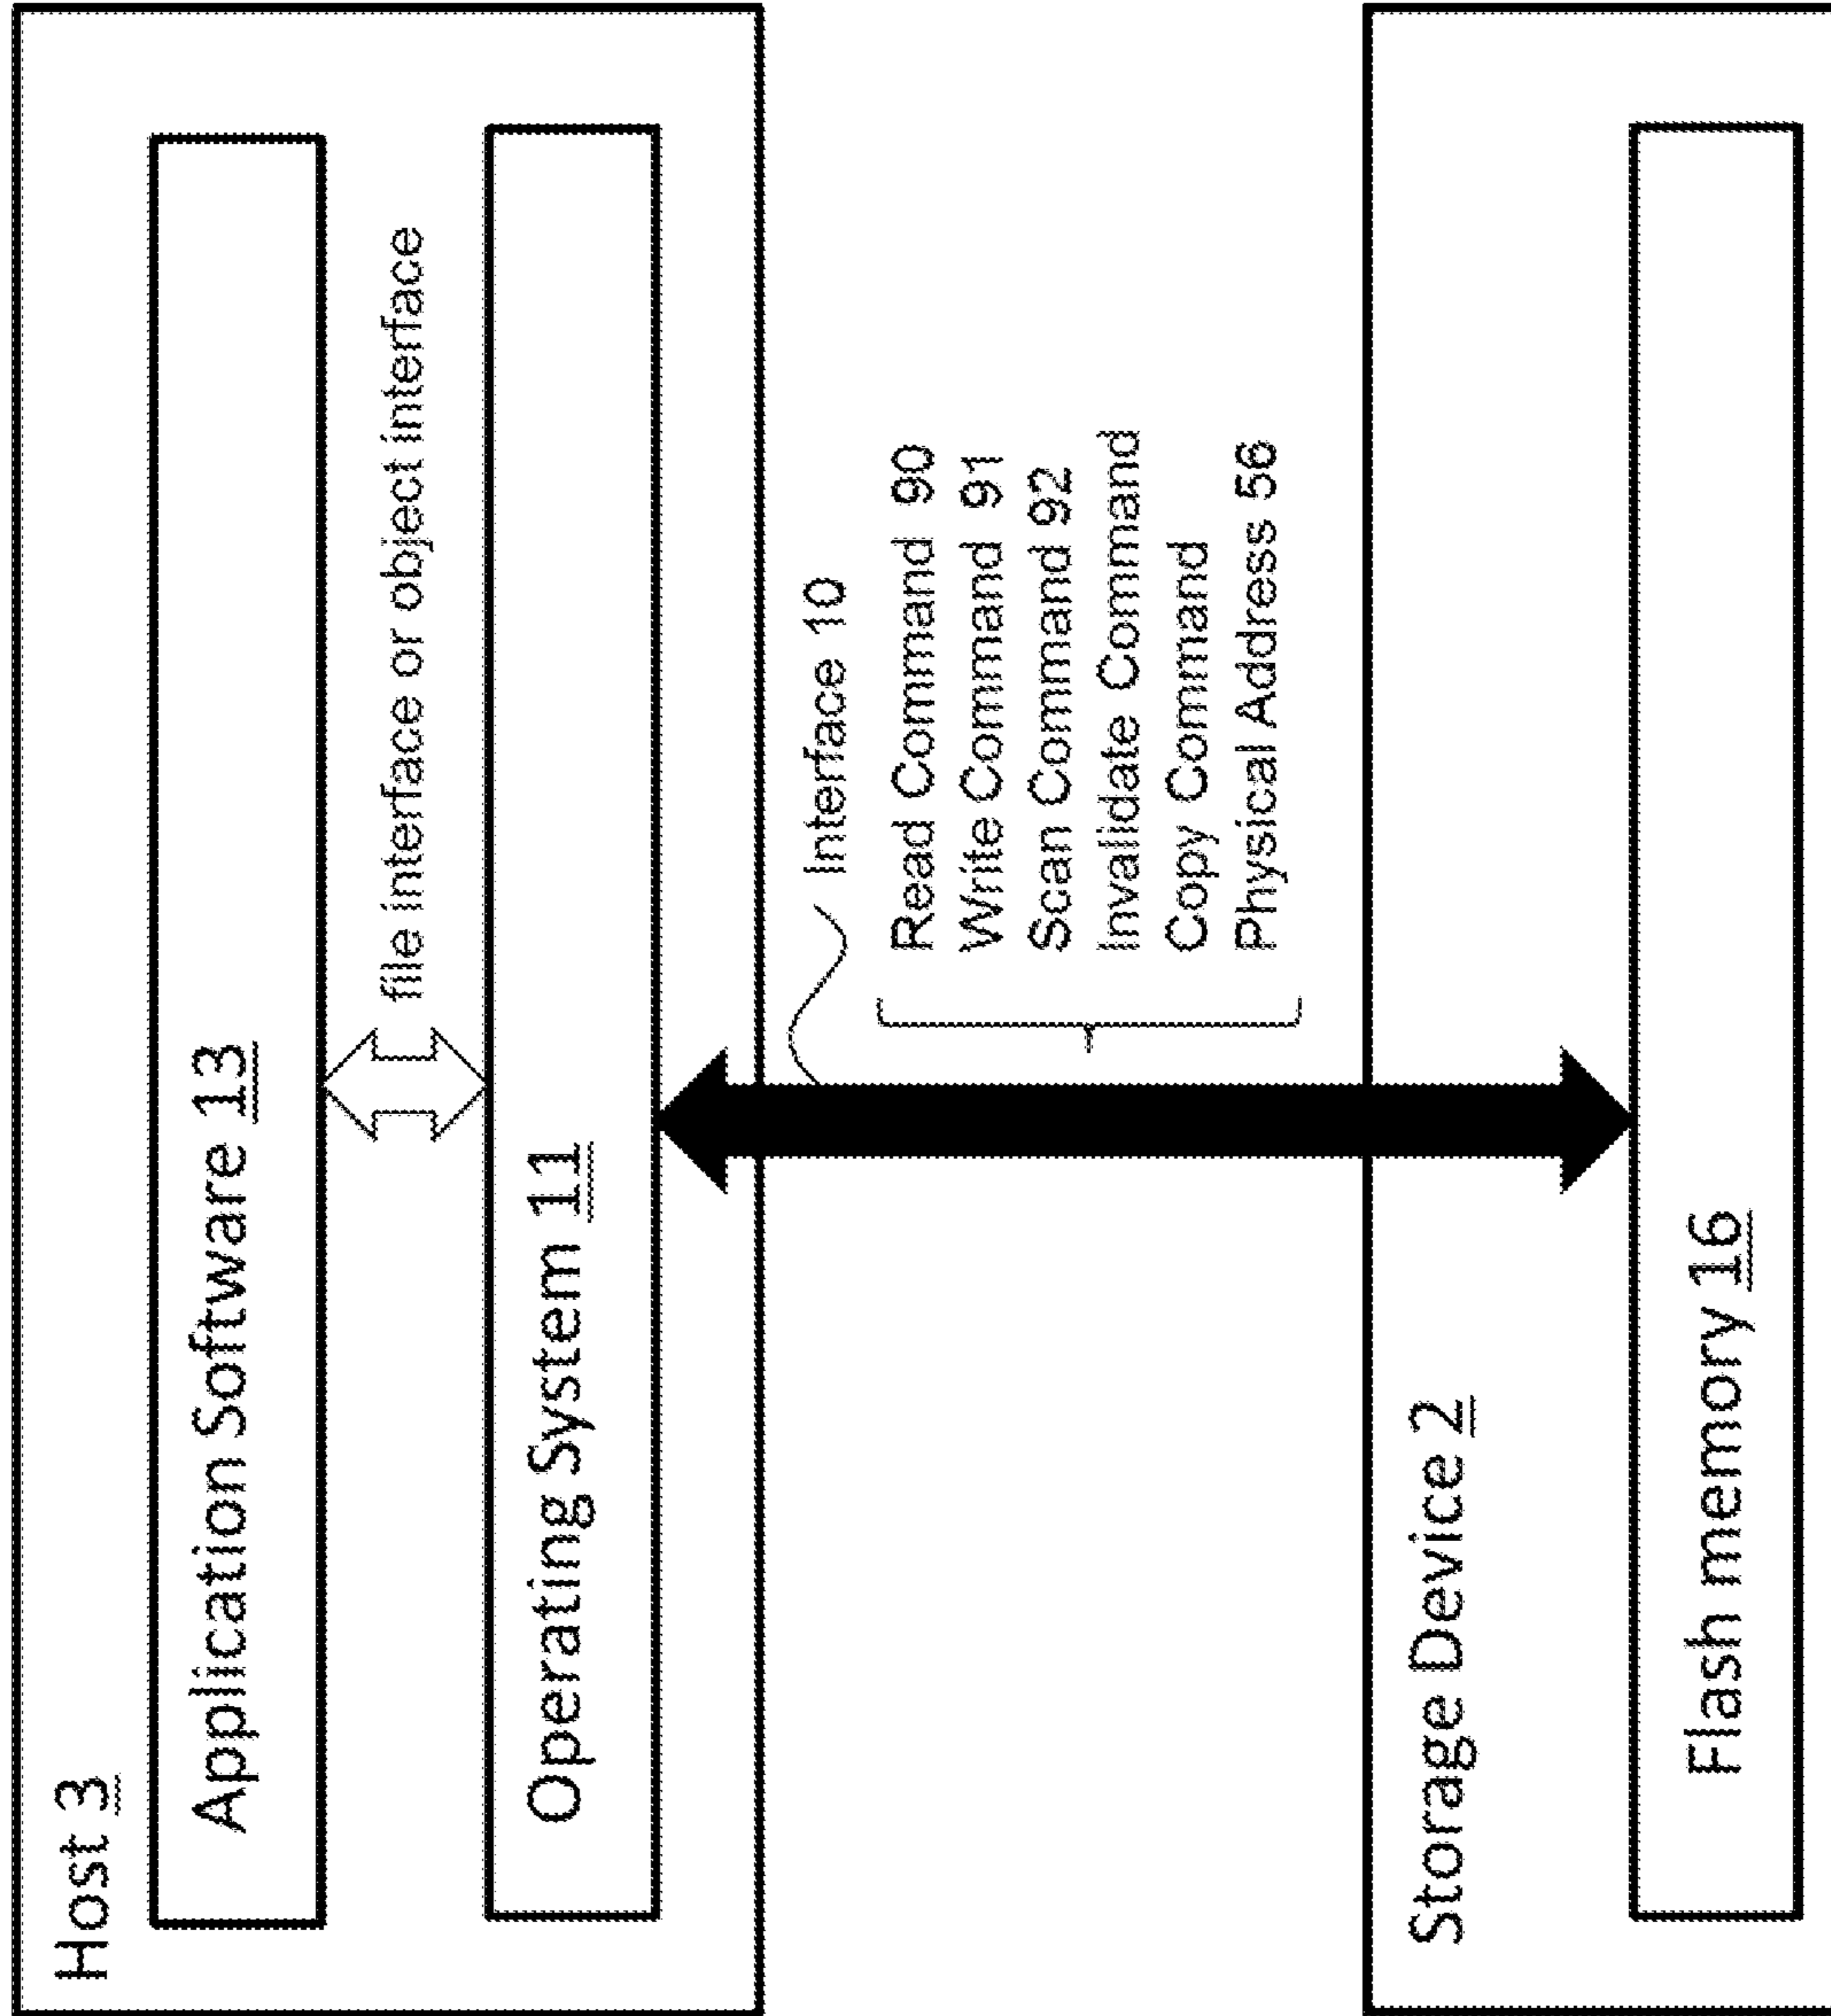 Host 3
Application Software 13
file interface or object interface
Operating System 11
Interface 10
Read Command 90
Write Command 91
Scan Command 92
Invalidate Command
Copy Command
Physical Address 56
Storage Device 2
Flash memory 16